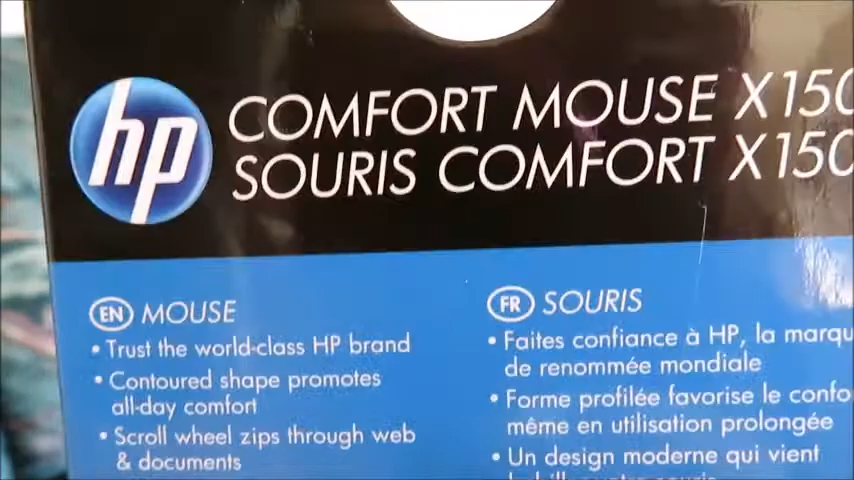 hp
COMFORT MOUSE X150
SOURIS COMFORT X150
EN MOUSE
• Trust the world-class HP brand
• Contoured shape promotes
all-day comfort
• Scroll wheel zips through web
& documents
FR SOURIS
• Faites confiance à HP, la
de renommée mondiale
• Forme profilée favorise le
même en utilisation prolongée
• Un design moderne qui vient